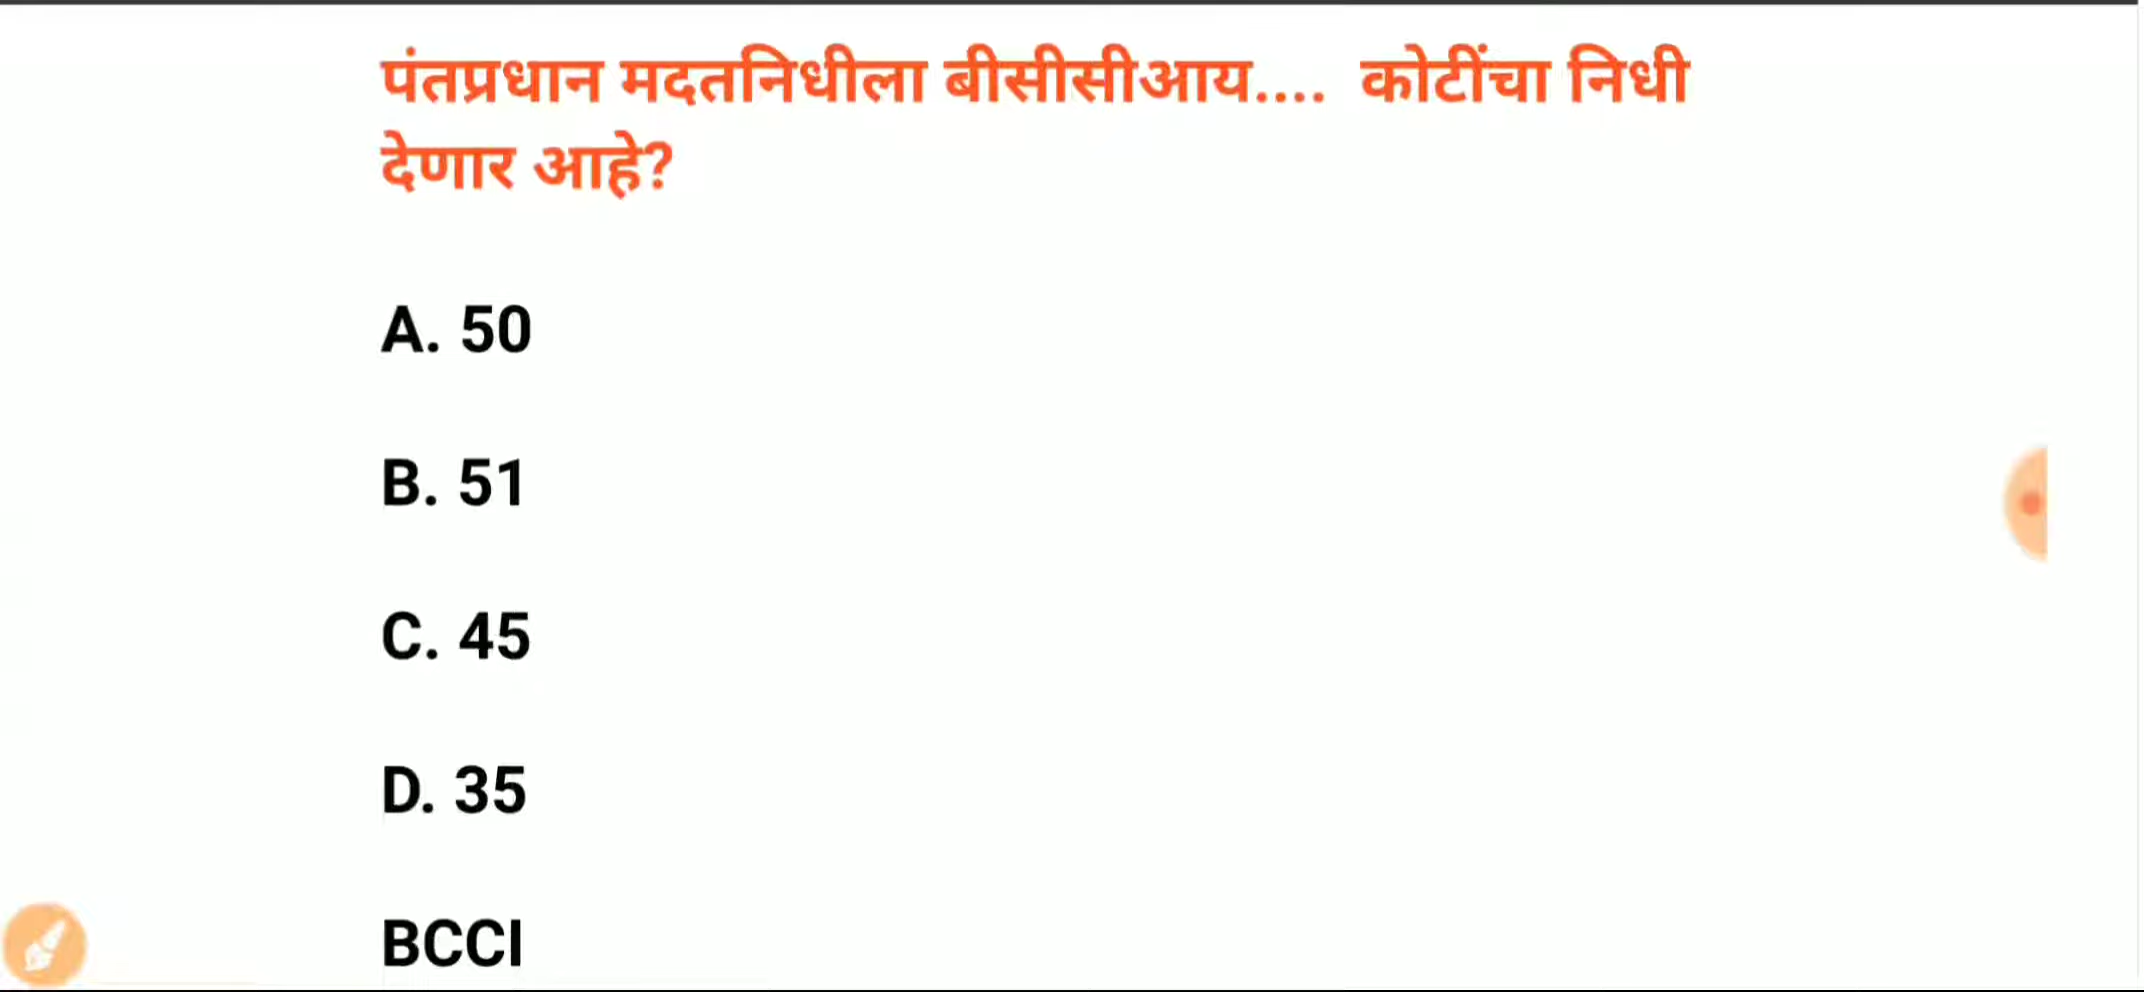 पंतप्रधान मदतनिधीला बीसीसीआय.... कोटींचा निधी
देणार आहे?
A. 50
B. 51
C. 45
D. 35
BCCI